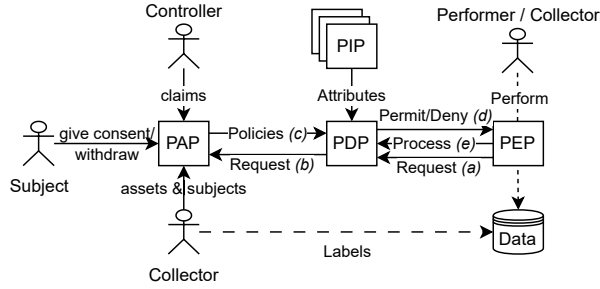 Controller
Performer / Collector
PIP
claims
Attributes
Perform
give consent/
withdraw
PAP
Policies (c)
Request (b)
PDP
Permit/Deny (d)
Process (e)
Request (a)
PEP
Subject
assets & subjects
Labels
Data
Collector